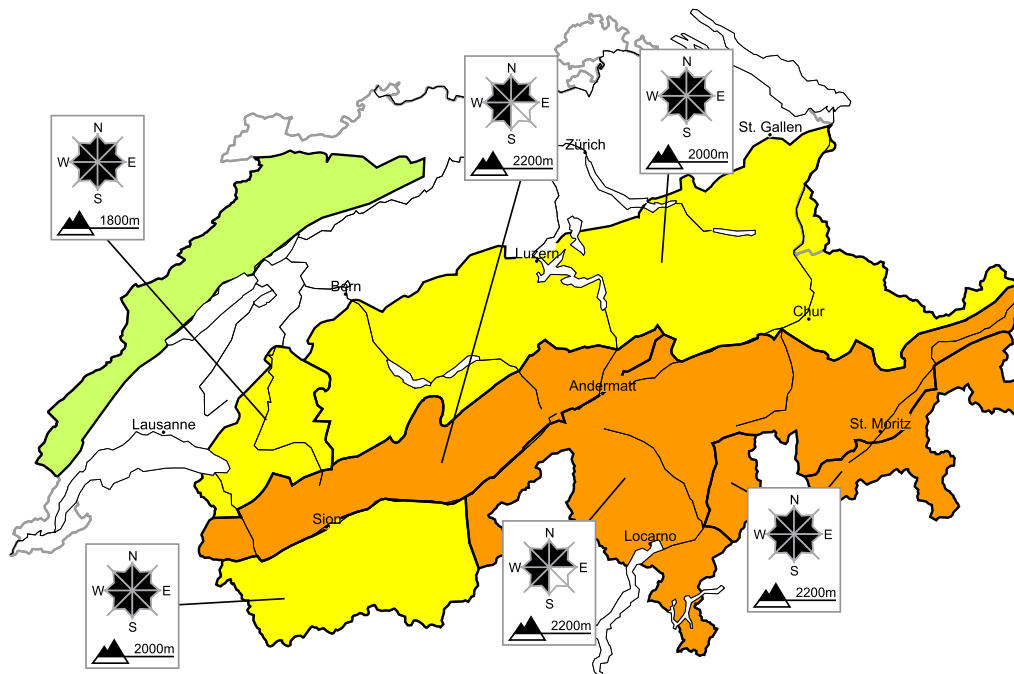 N
W E
S
2200m
N
W E
S
2000m
N
W E
S
1800m
St. Gallen
Zürich
Luzern
Bern
Chur
Andermatt
Lausanne
St. Moritz
Sion
Locarno
N
W E
S
2200m
N
W E
S
2200m
N
W E
S
2000m